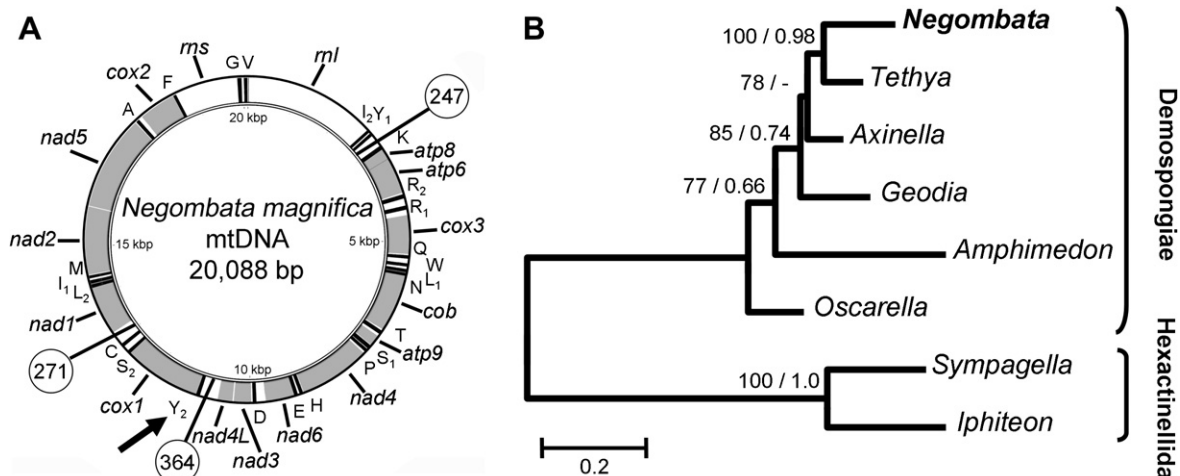 A
rns
G V
rnl
cox2
F
20 kbp
247
A
I2 Y1
K
atp8
atp6
nad5
R2
R1
Negombata magnifica
mtDNA
20,088 bp
cox3
5 kbp
15 kbp
nad2
Q
W
L1
N
M
I1 L2
cob
nad1
T
atp9
S1
P
C
S2
271
nad4
cox1
10 kbp
H
E
D
Y2
nad6
nad4L
nad3
364
B
Negombata
100 / 0.98
Tethya
78 / -
Axinella
85 / 0.74
Geodia
77 / 0.66
Amphimedon
Oscarella
Demospongiae
Sympagella
100 / 1.0
Iphiteon
Hexactinellida
0.2